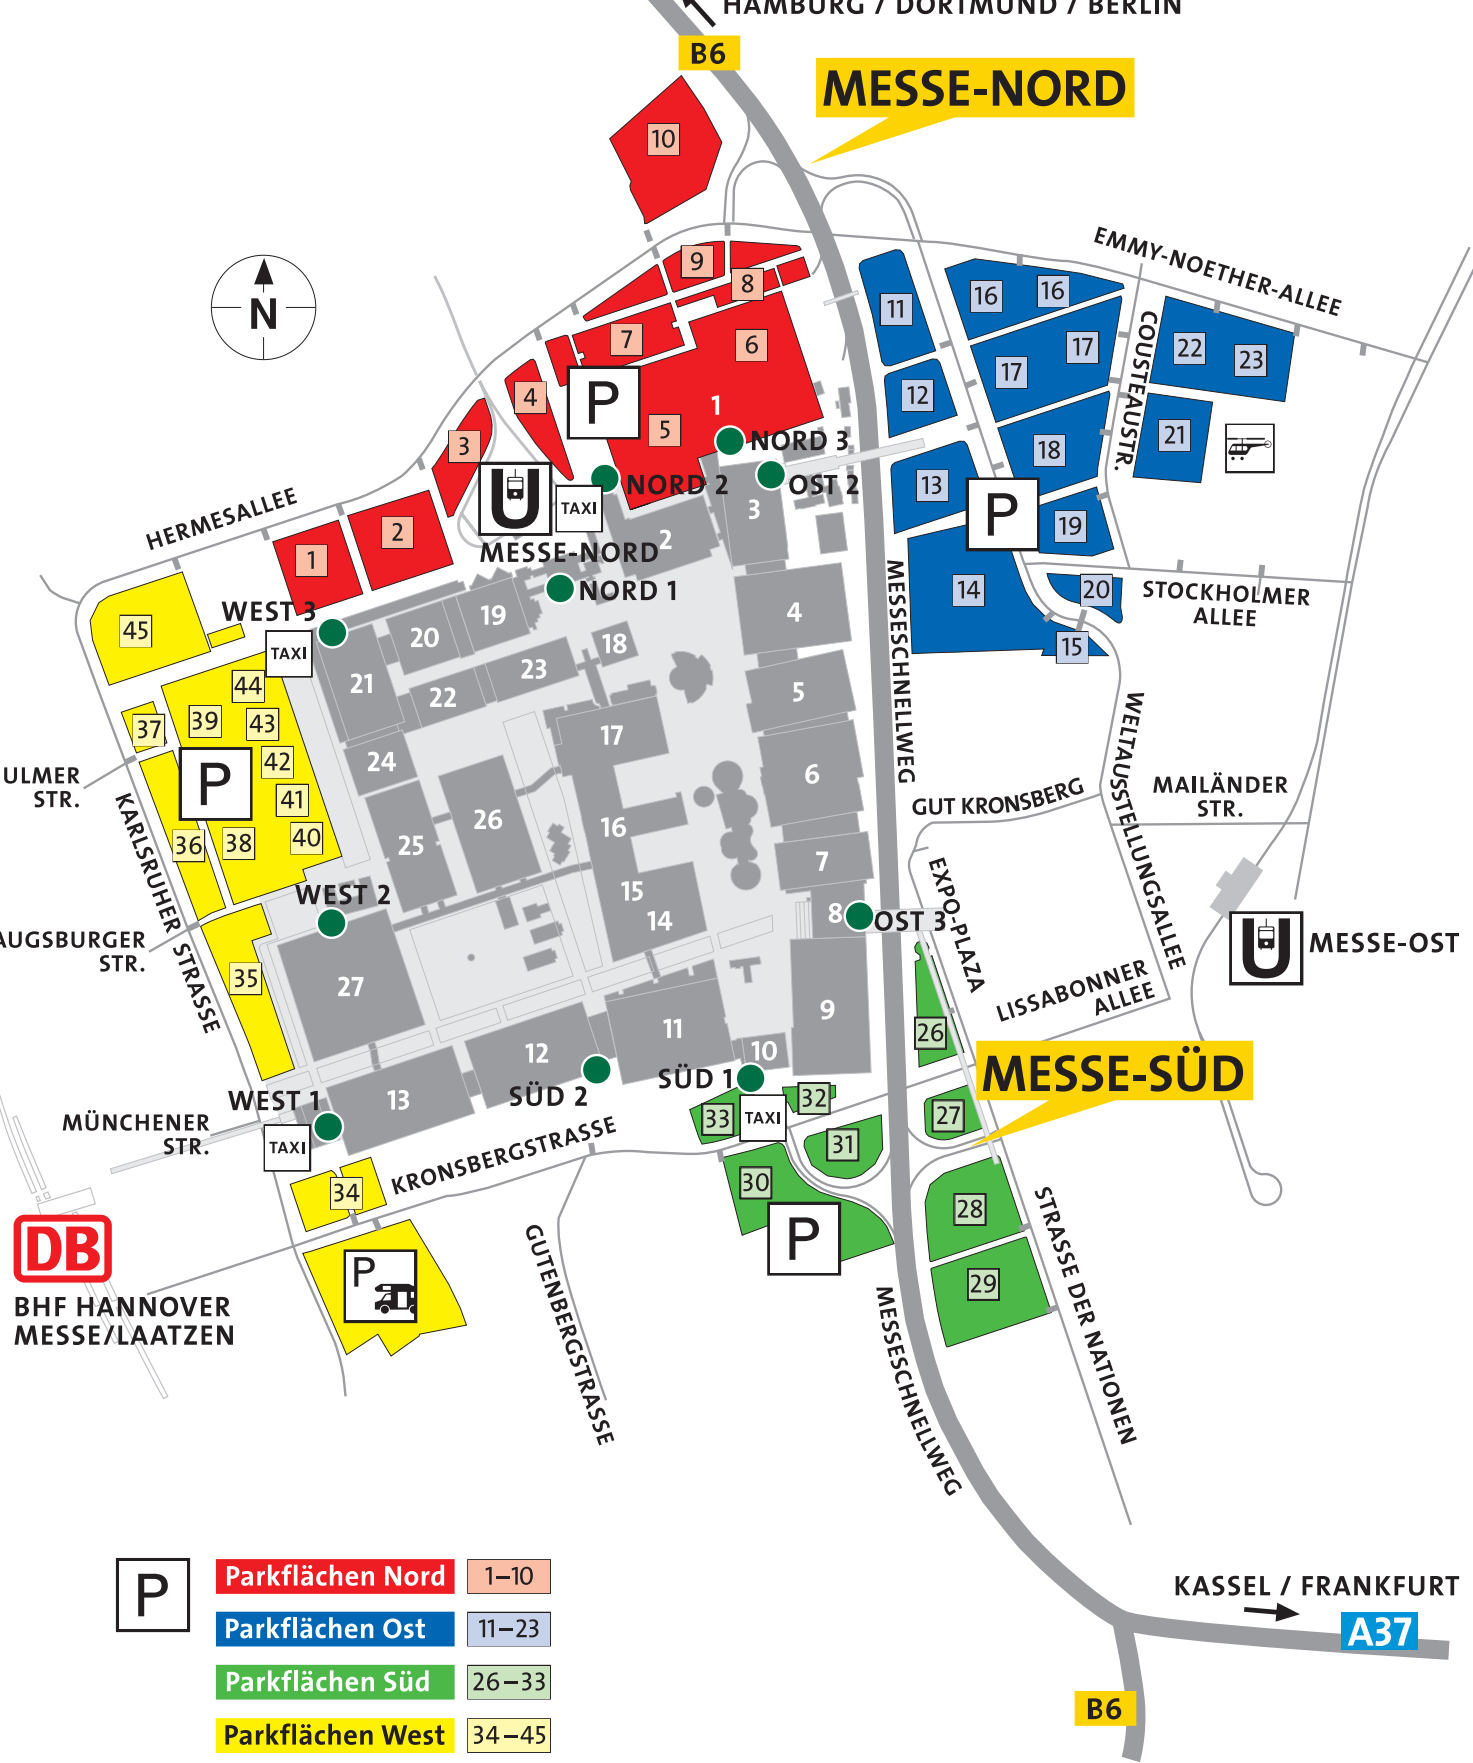 HAMBURG / DORTMUND / BERLIN
B6
MESSE-NORD
10
EMMY-NOETHER-ALLEE
9
8
11
16
16
N
7
6
17
17
COUSTEAUSTR.
22
23
4
P
1
12
3
5
NORD 3
18
21
HERMESALLEE
U
TAXI
NORD 2
OST 2
13
P
19
1
2
MESSE-NORD
2
3
NORD 1
MESSESCHNELLWEG
14
20
STOCKHOLMER
ALLEE
15
45
WEST 3
TAXI
20
19
18
4
21
22
23
5
44
39
43
37
42
P
41
40
36
38
ULMER
STR.
KARLSRUHER STRASSE
24
17
6
26
25
16
7
GUT KRONSBERG
WELTAUSSTELLUNGSALLEE
MAILÄNDER
STR.
WEST 2
15
14
8
OST 3
EXPO-PLAZA
U
MESSE-OST
AUGSBURGER
STR.
35
27
LISSABONNER
ALLEE
9
26
11
12
10
MESSE-SÜD
SÜD 2
SÜD 1
WEST 1
13
32
33
TAXI
27
MÜNCHENER
STR.
TAXI
31
KRONSBERGSTRASSE
34
30
P
28
29
DB
BHF HANNOVER
MESSE/LAATZEN
P
GUTENBERGSTRASSE
MESSESCHNELLWEG
STRASSE DER NATIONEN
P
Parkflächen Nord 1–10
Parkflächen Ost 11–23
Parkflächen Süd 26–33
Parkflächen West 34–45
KASSEL / FRANKFURT
A37
B6